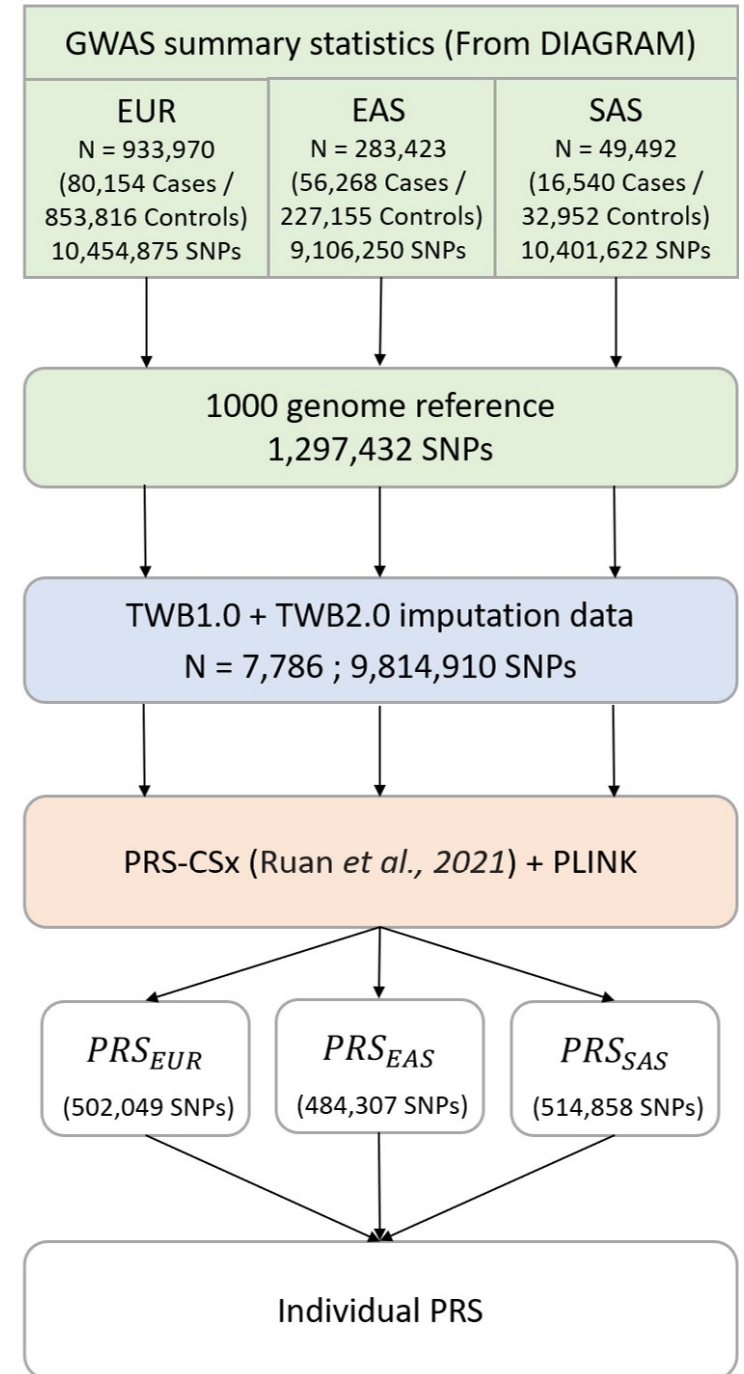 GWAS summary statistics (From DIAGRAM)
EUR
N = 933,970
(80,154 Cases /
853,816 Controls)
10,454,875 SNPs
EAS
N = 283,423
(56,268 Cases /
227,155 Controls)
9,106,250 SNPs
SAS
N = 49,492
(16,540 Cases /
32,952 Controls)
10,401,622 SNPs
1000 genome reference
1,297,432 SNPs
TWB1.0 + TWB2.0 imputation data
N = 7,786 ; 9,814,910 SNPs
PRS-CSx (Ruan et al., 2021) + PLINK
PRS_EUR
(502,049 SNPs)
PRS_EAS
(484,307 SNPs)
PRS_SAS
(514,858 SNPs)
Individual PRS